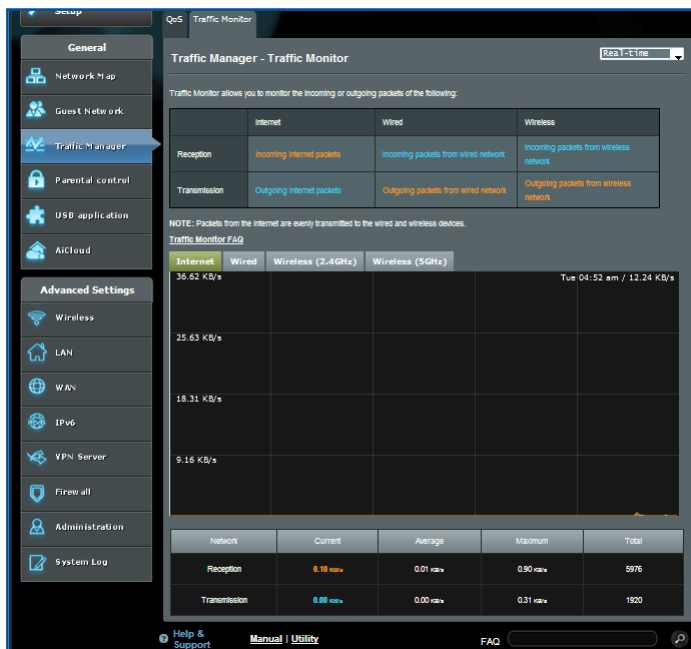 Setup
QoS Traffic Monitor
General
Network Map
Guest Network
Traffic Manager
Parental control
USB application
AiCloud
Advanced Settings
Wireless
LAN
WAN
IPv6
VPN Server
Firewall
Administration
System Log
Traffic Manager - Traffic Monitor
Real-time
Traffic Monitor allows you to monitor the incoming or outgoing packets of the following:
Internet Wired Wireless
Reception Incoming Internet packets Incoming packets from wired network Incoming packets from wireless network
Transmission Outgoing Internet packets Outgoing packets from wired network Outgoing packets from wireless network
NOTE: Packets from the Internet are evenly transmitted to the wired and wireless devices.
Traffic Monitor FAQ
Internet Wired Wireless (2.4GHz) Wireless (5GHz)
36.62 KB/s Tue 04:52 am / 12.24 KB/s
25.63 KB/s
18.31 KB/s
9.16 KB/s
Network Current Average Maximum Total
Reception 0.10 KB/s 0.01 KB/s 0.90 KB/s 5976
Transmission 0.00 KB/s 0.00 KB/s 0.31 KB/s 1920
Help & Support Manual | Utility FAQ